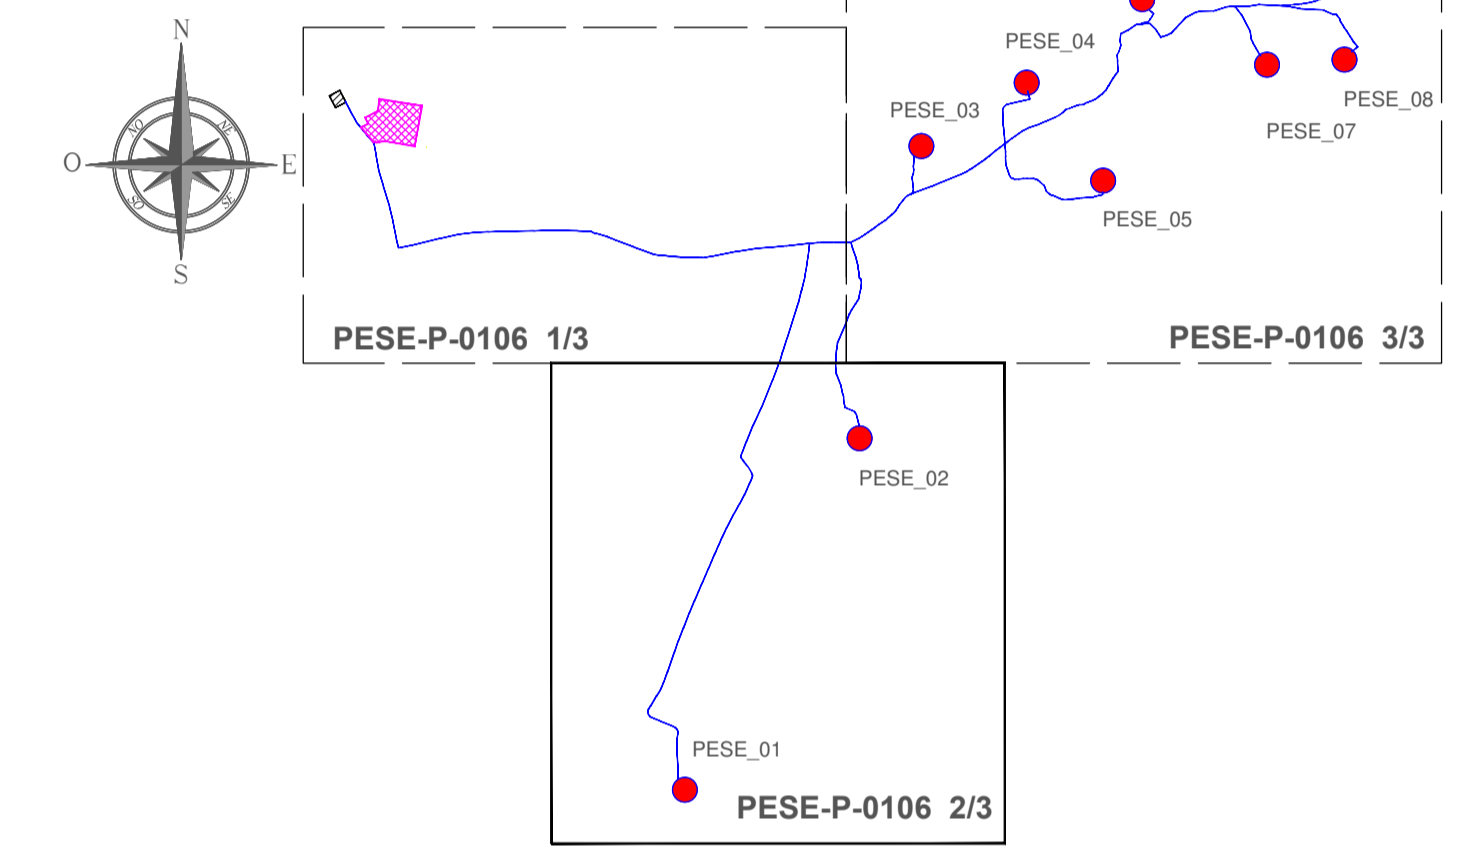 N
NO
NE
O
E
SO
SE
S
PESE_04
PESE_03
PESE_08
PESE_07
PESE_05
PESE-P-0106 1/3
PESE-P-0106 3/3
PESE_02
PESE_01
PESE-P-0106 2/3